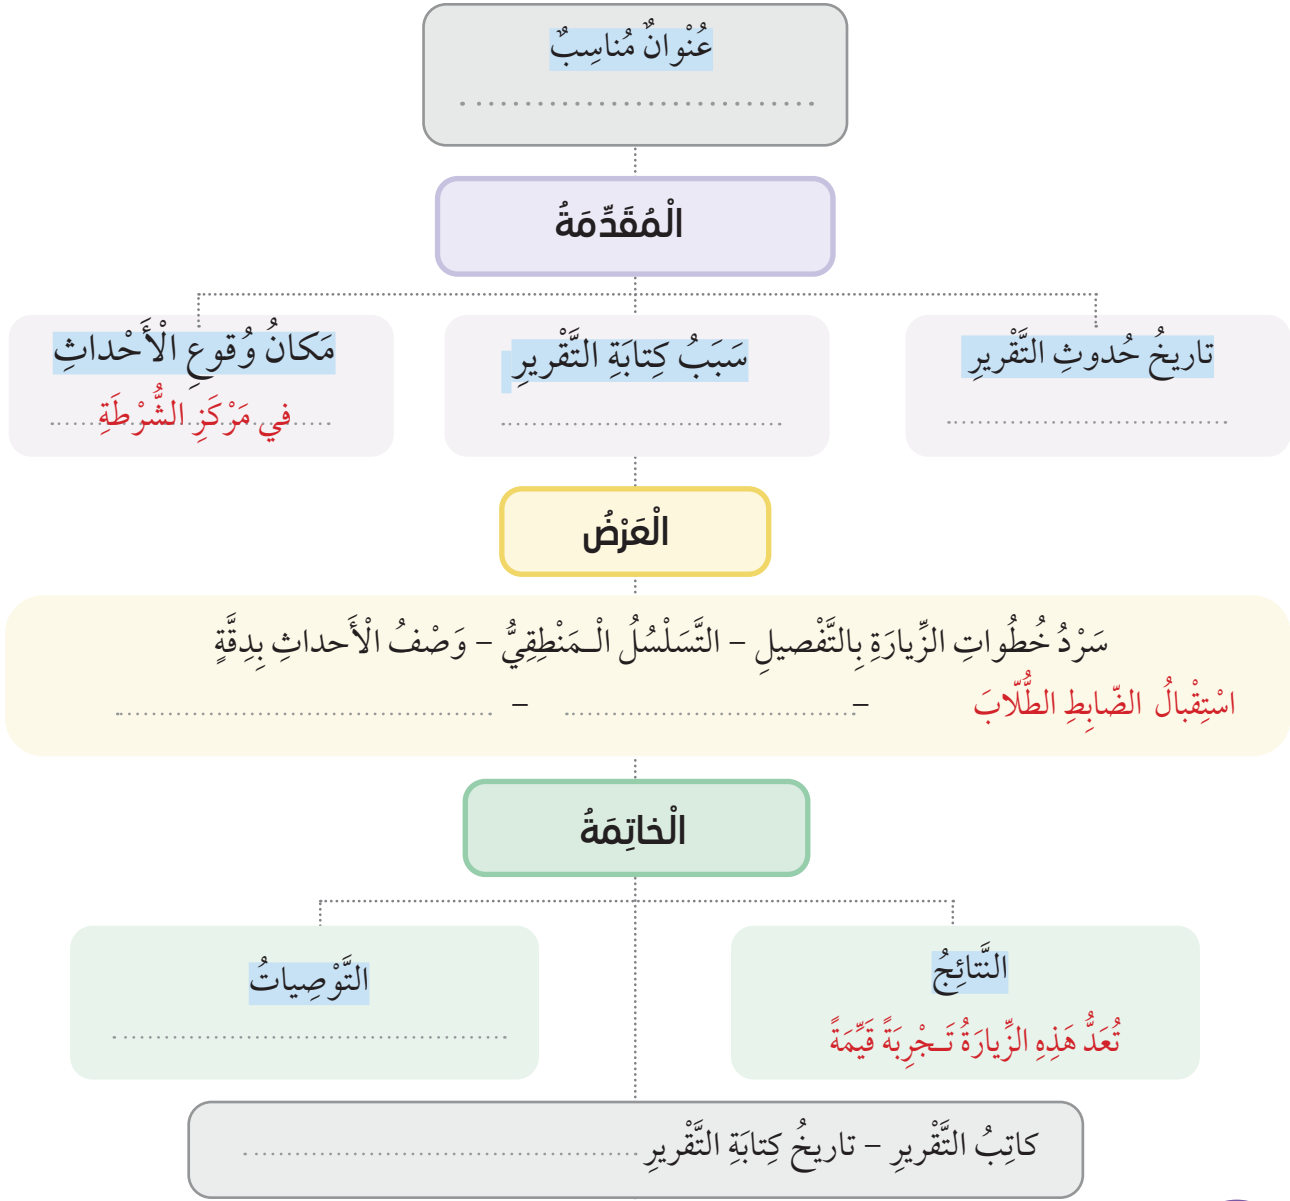 عُنْوانٌ مُناسِبٌ
الْمُقَدِّمَةُ
تاريخُ حُدوثِ التَّقْريرِ
سَبَبُ كِتابَةِ التَّقْريرِ
مَكانُ وُقوعِ الْأَحْداثِ
في مَرْكَزِ الشُّرْطَةِ
الْعَرْضُ
سَرْدُ خُطُواتِ الزِّيارَةِ بِالتَّفْصيلِ – التَّسَلْسُلُ الْـمَنْطِقِيُّ – وَصْفُ الْأَحداثِ بِدِقَّةٍ
اسْتِقْبالُ الضّابِطِ الطُّلّابَ – –
الْخاتِمَةُ
النَّتائِجُ
تُعَدُّ هَذِهِ الزِّيارَةُ تَـجْرِبَةً قَيِّمَةً
التَّوْصِياتُ
كاتِبُ التَّقْريرِ – تاريخُ كِتابَةِ التَّقْريرِ